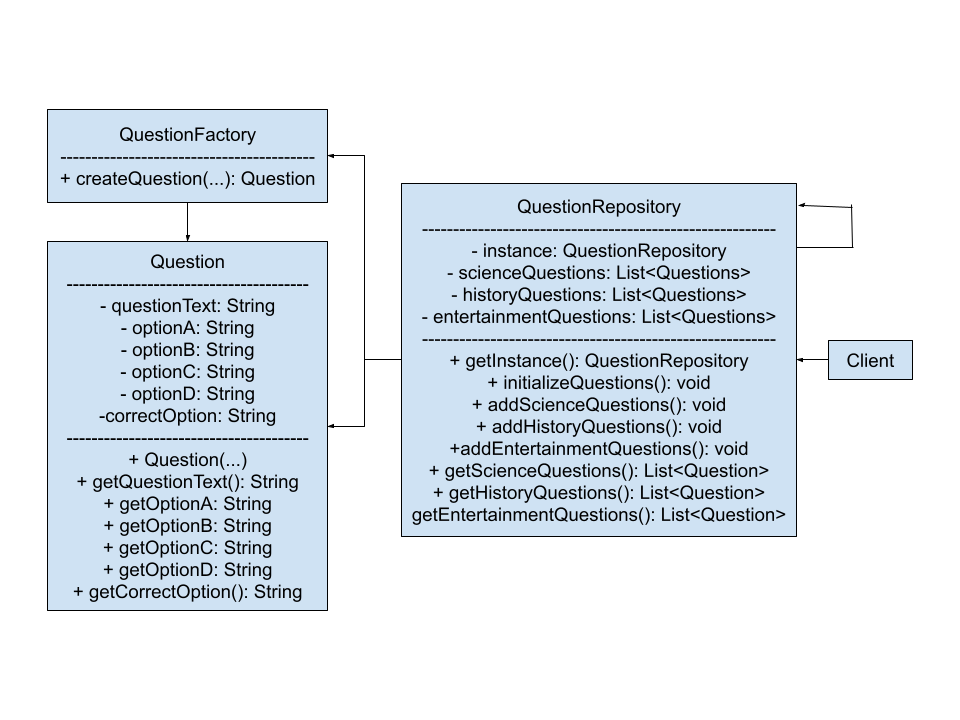 QuestionFactory
-----------------------------------------
+ createQuestion(...): Question
Question
---------------------------------------
- questionText: String
- optionA: String
- optionB: String
- optionC: String
- optionD: String
-correctOption: String
---------------------------------------
+ Question(...)
+ getQuestionText(): String
+ getOptionA: String
+ getOptionB: String
+ getOptionC: String
+ getOptionD: String
+ getCorrectOption(): String
QuestionRepository
---------------------------------------------------------
- instance: QuestionRepository
- scienceQuestions: List<Questions>
- historyQuestions: List<Questions>
- entertainmentQuestions: List<Questions>
---------------------------------------------------------
+ getInstance(): QuestionRepository
+ initializeQuestions(): void
+ addScienceQuestions(): void
+ addHistoryQuestions(): void
+addEntertainmentQuestions(): void
+ getScienceQuestions(): List<Question>
+ getHistoryQuestions(): List<Question>
getEntertainmentQuestions(): List<Question>
Client